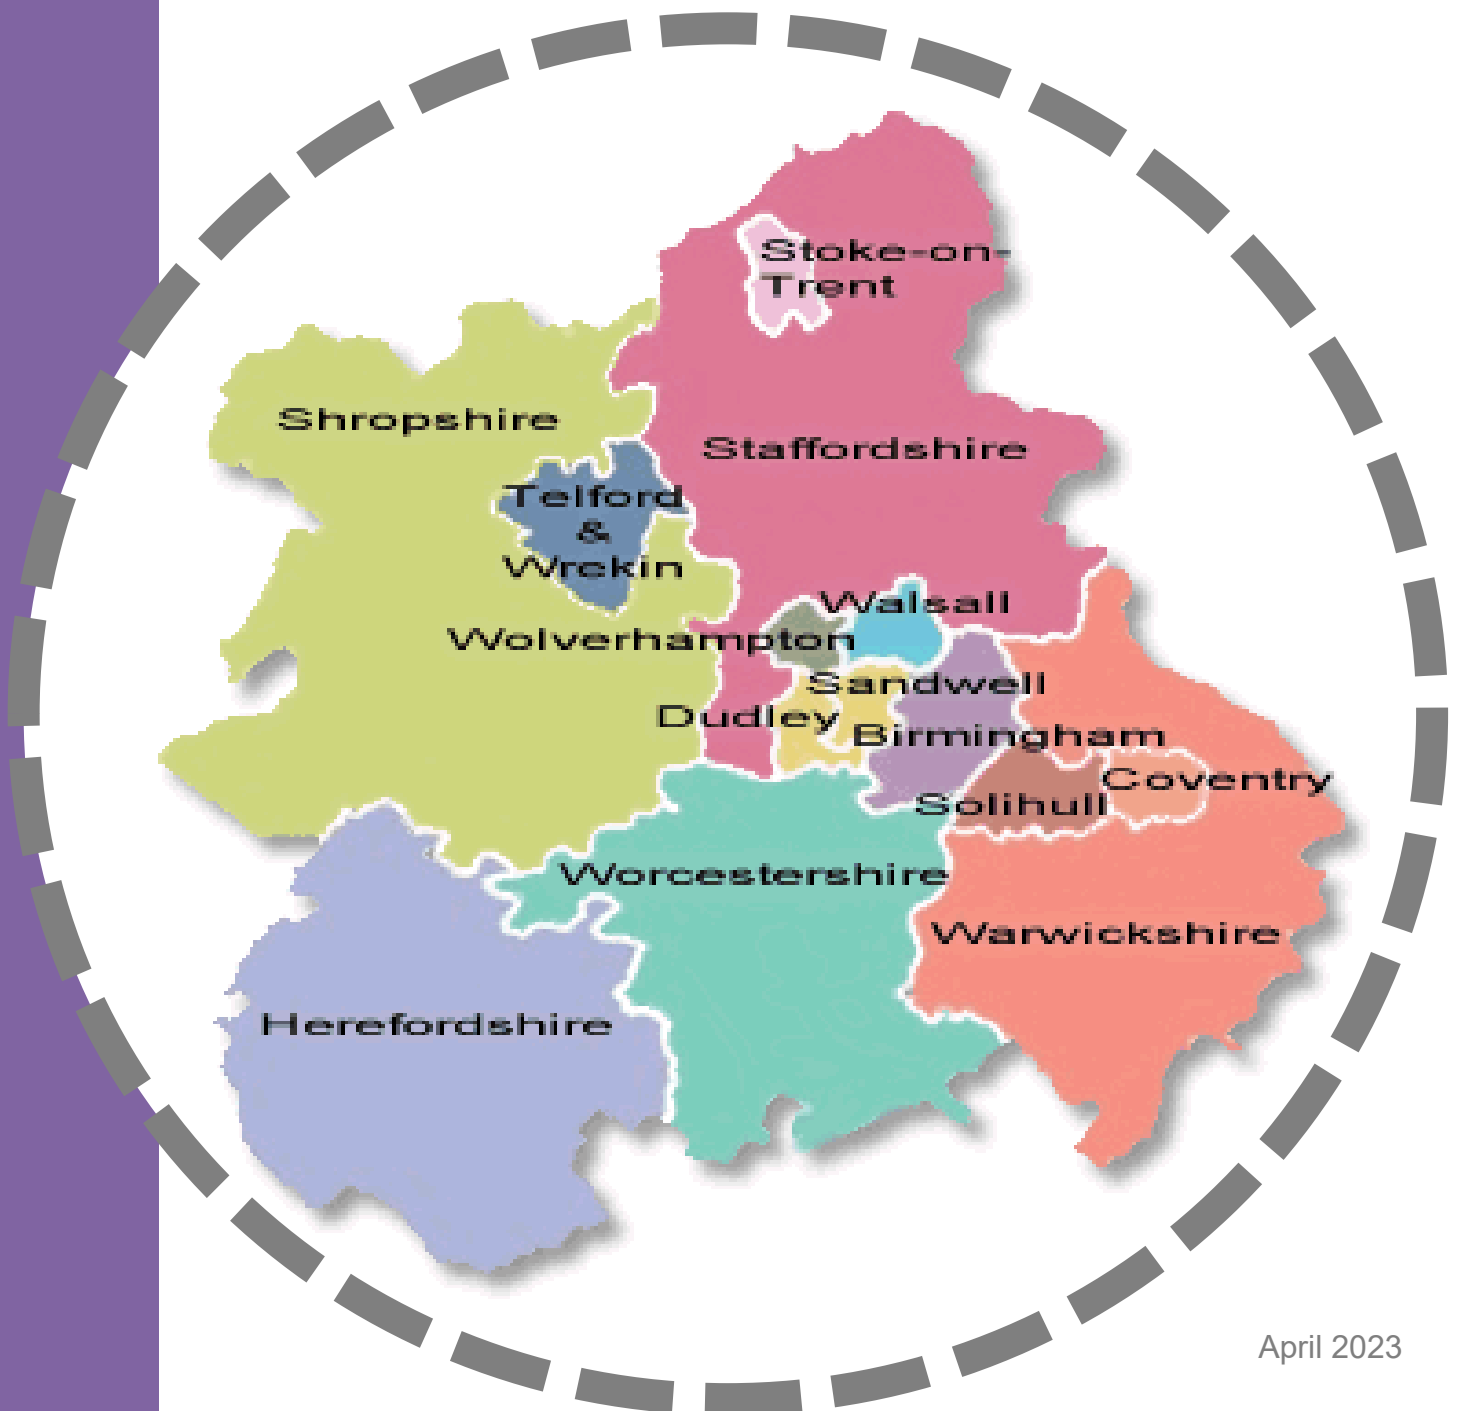 Stoke-on-
Trent
Shropshire
Staffordshire
Telford
&
Wrekin
Walsall
Wolverhampton
Sandwell
Dudley
Birmingham
Coventry
Solihull
Worcestershire
Warwickshire
Herefordshire
April 2023